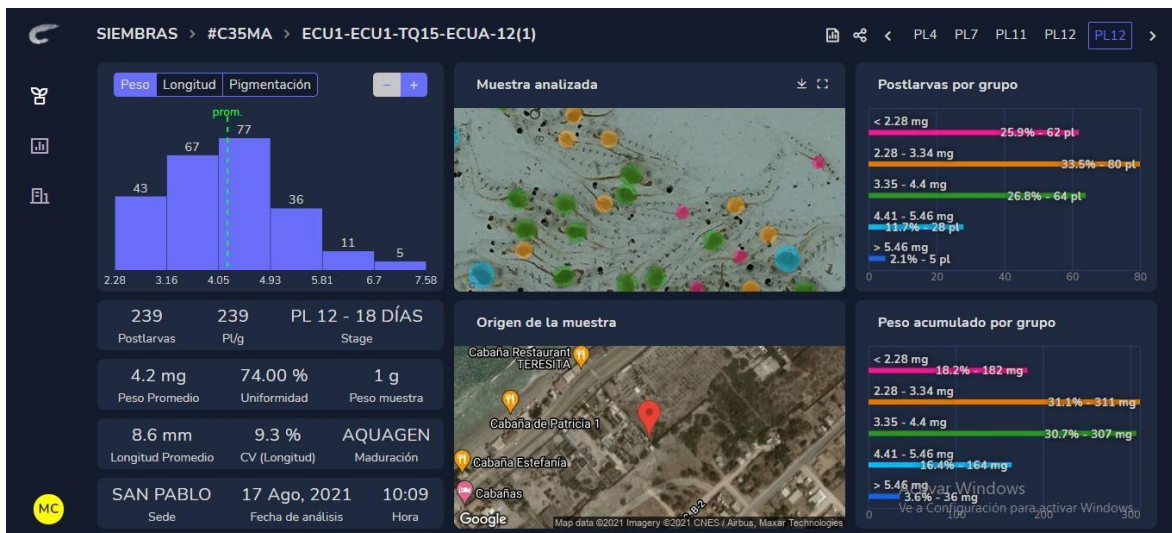 SIEMBRAS > #C35MA > ECU1-ECU1-TQ15-ECUA-12(1)
< PL4 PL7 PL11 PL12 PL12 >
Peso Longitud Pigmentación - +
prom.
43 67 77 36 11 5
2.28 3.16 4.05 4.93 5.81 6.7 7.58
239 239 PL 12 - 18 DÍAS
Postlarvas Pl/g Stage
4.2 mg 74.00 % 1 g
Peso Promedio Uniformidad Peso muestra
8.6 mm 9.3 % AQUAGEN
Longitud Promedio CV (Longitud) Maduración
SAN PABLO 17 Ago, 2021 10:09
Sede Fecha de análisis Hora
MC
Muestra analizada
Origen de la muestra
Cabaña Restaurant
TERESITA
Cabaña de Patricia 1
Cabaña Estefanía
Cabañas
Google
Map data ©2021 Imagery ©2021 CNES / Airbus, Maxar Technologies
Postlarvas por grupo
< 2.28 mg
25.9% - 62 pl
2.28 - 3.34 mg
33.5% - 80 pl
3.35 - 4.4 mg
26.8% - 64 pl
4.41 - 5.46 mg
11.7% - 28 pl
> 5.46 mg
2.1% - 5 pl
0 20 40 60 80
Peso acumulado por grupo
< 2.28 mg
18.2% - 182 mg
2.28 - 3.34 mg
31.1% - 311 mg
3.35 - 4.4 mg
30.7% - 307 mg
4.41 - 5.46 mg
16.4% - 164 mg
> 5.46 mg
3.6% - 36 mg
0 100 200 300
Activar Windows
Ve a Configuración para activar Windows.